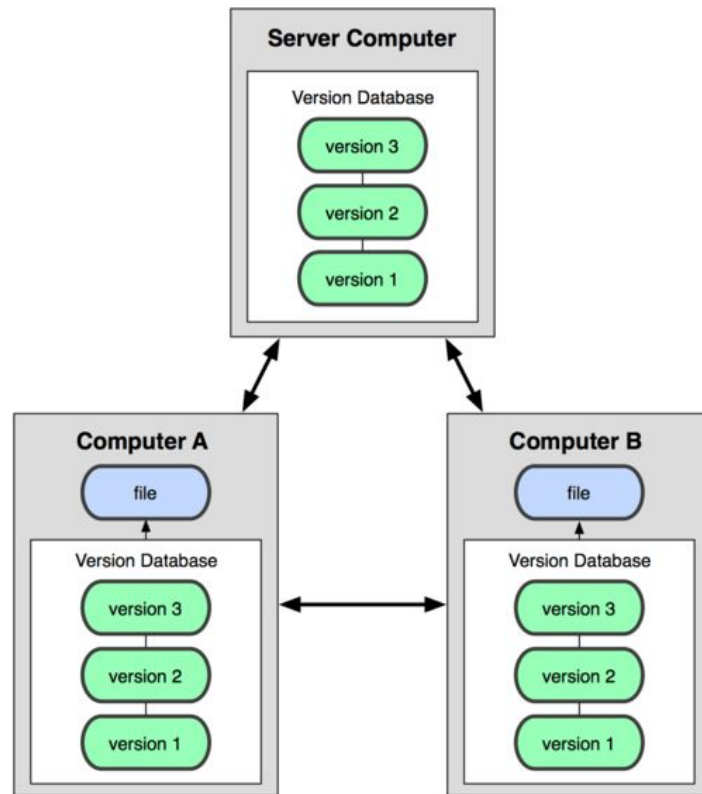 Server Computer
Version Database
version 3
version 2
version 1
Computer A
file
Version Database
version 3
version 2
version 1
Computer B
file
Version Database
version 3
version 2
version 1